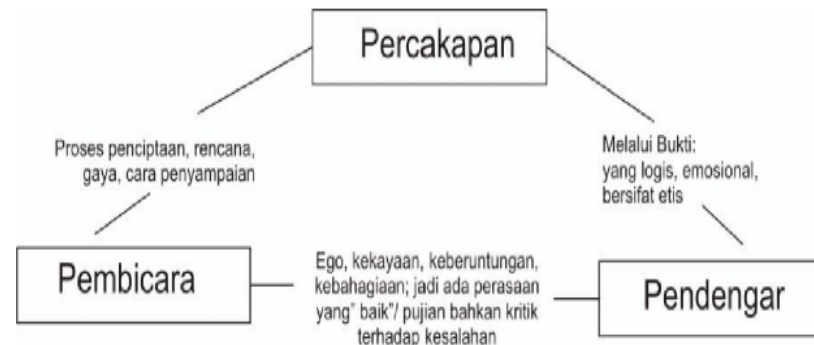 Percakapan
Proses penciptaan, rencana,
gaya, cara penyampaian
Melalui Bukti:
yang logis, emosional,
bersifat etis
Pembicara
Ego, kekayaan, keberuntungan,
kebahagiaan; jadi ada perasaan
yang" baik"/ pujian bahkan kritik
terhadap kesalahan
Pendengar